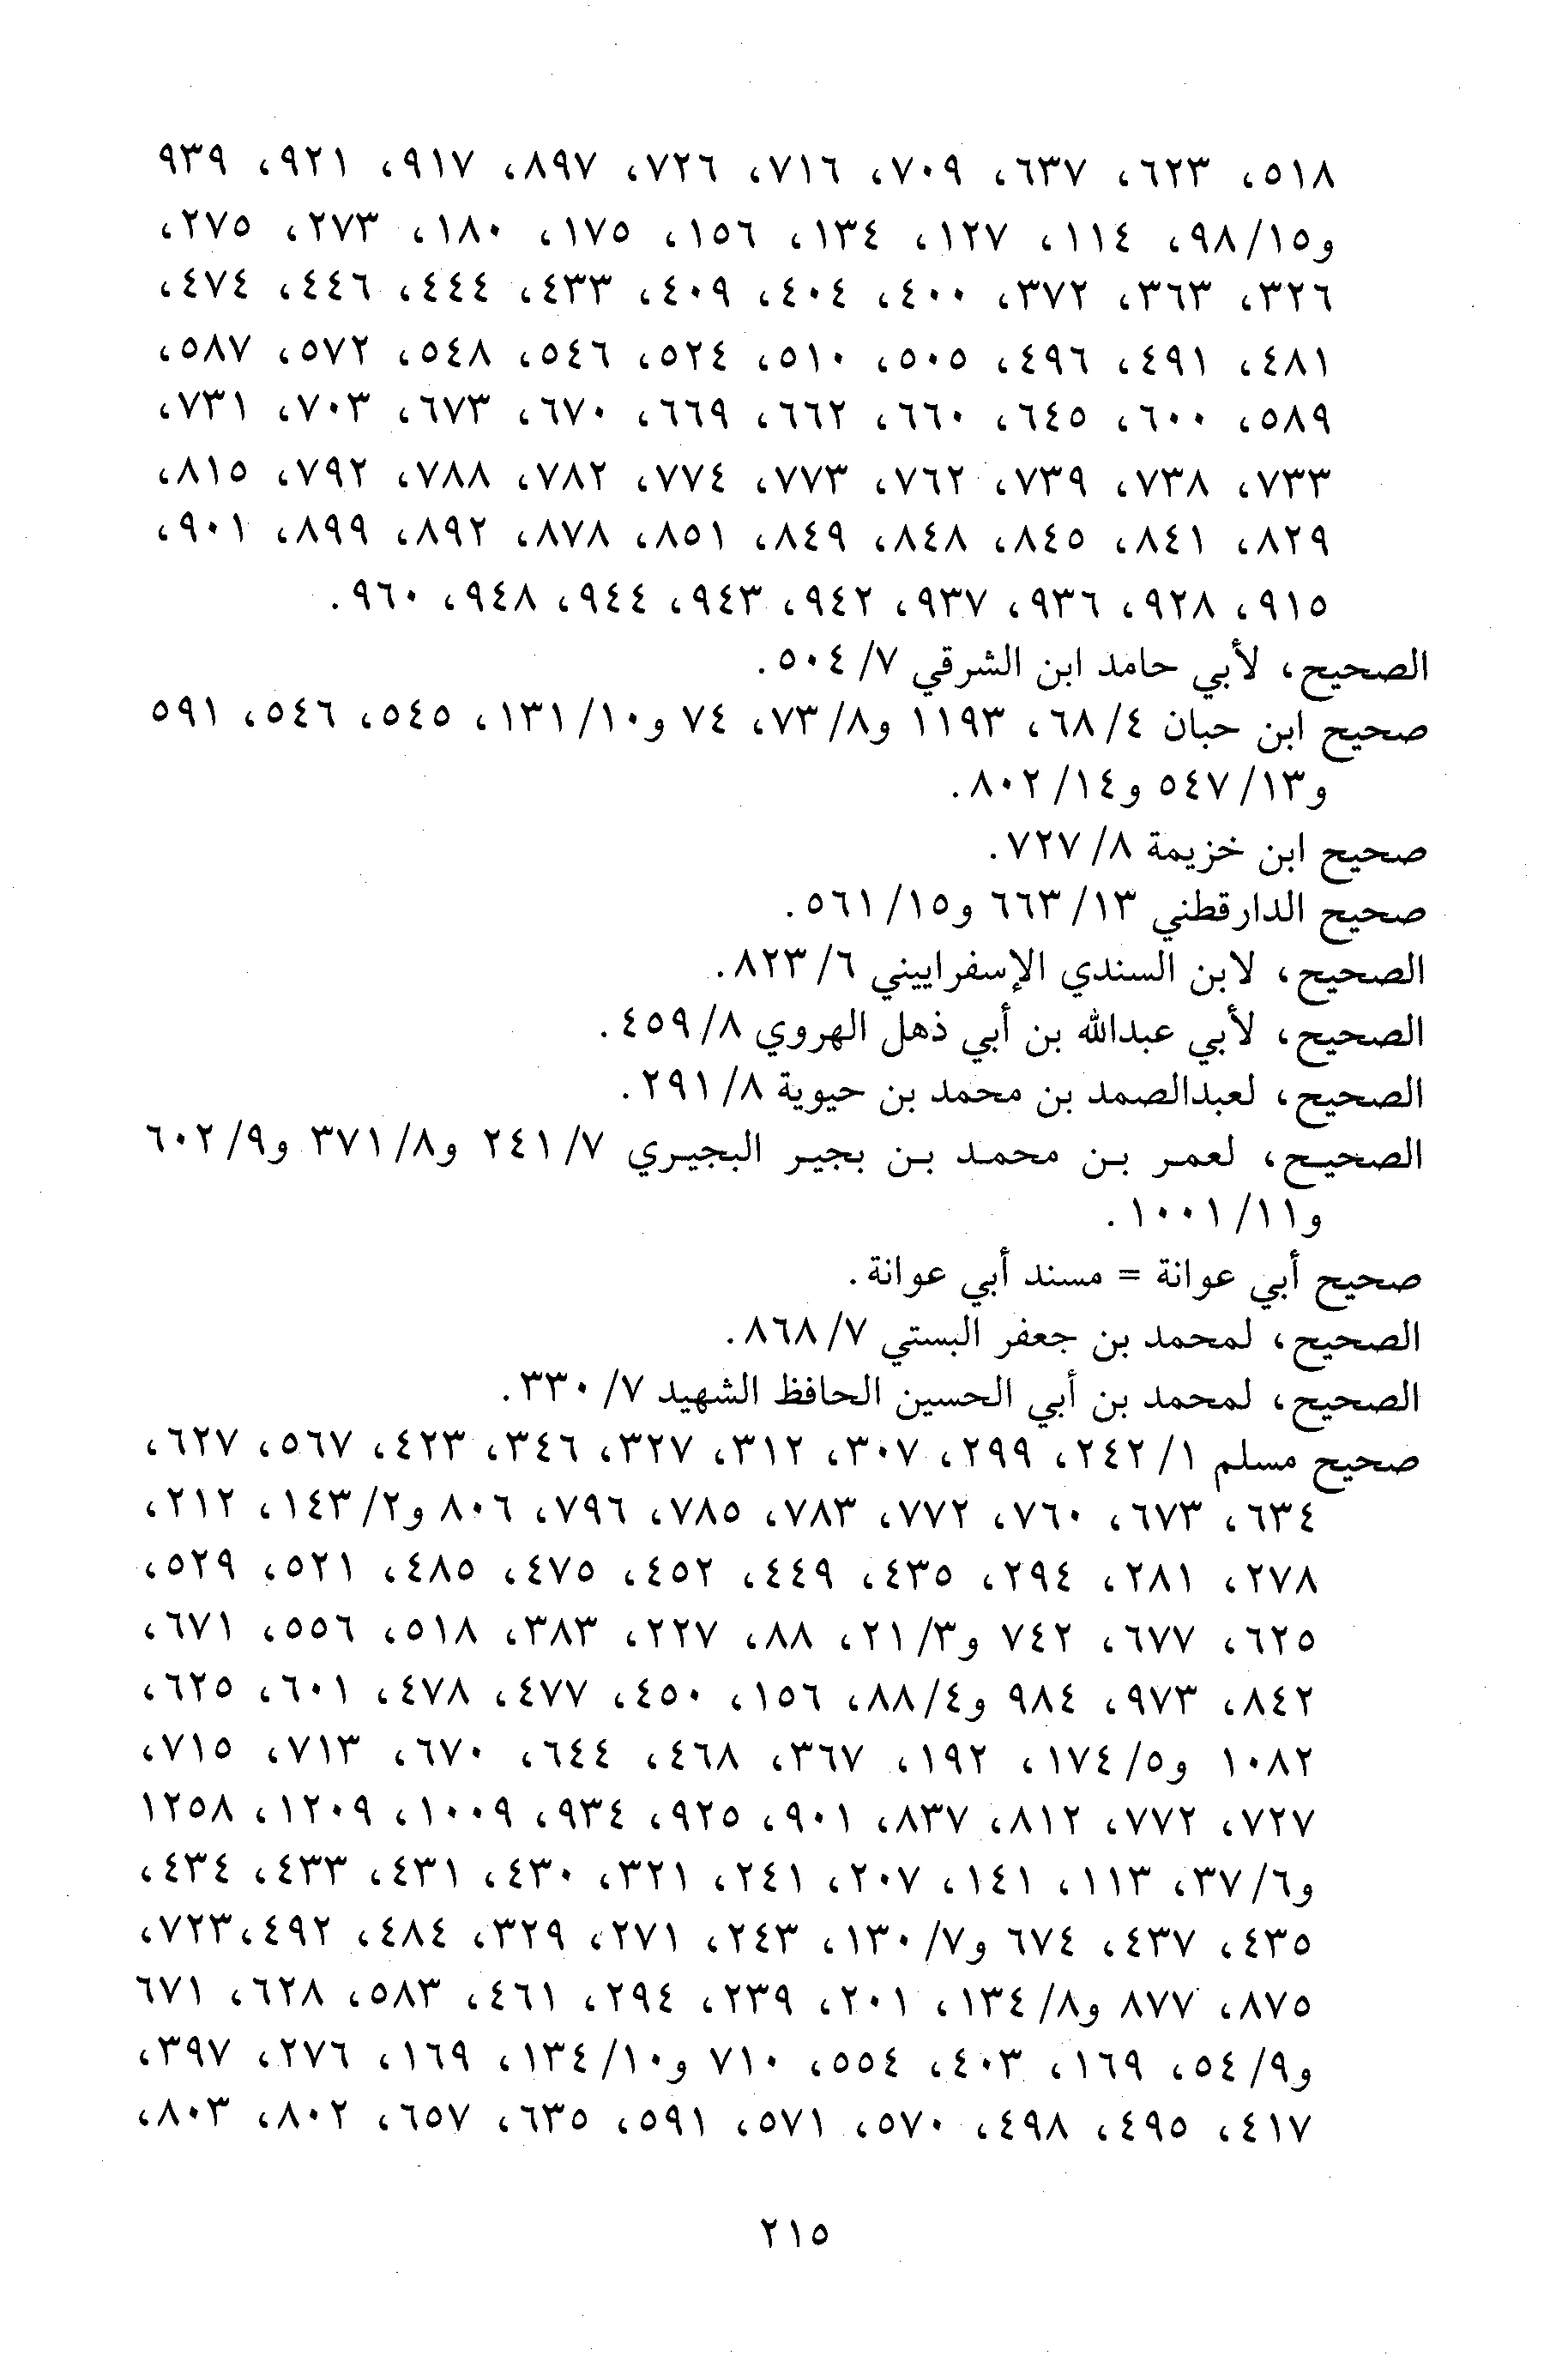 ٥١٨، ٦٢٣، ٦٣٧، ٧٠٩، ٧١٦، ٧٢٦، ٨٩٧، ٩١٧، ٩٢١، ٩٣٩
و١٥/ ٩٨، ١١٤، ١٢٧، ١٣٤، ١٥٦، ١٧٥، ١٨٠، ٢٧٣، ٢٧٥،
٣٢٦، ٣٦٣، ٣٧٢، ٤٠٠، ٤٠٤، ٤٠٩، ٤٣٣، ٤٤٤، ٤٤٦، ٤٧٤،
٤٨١، ٤٩١، ٤٩٦، ٥٠٥، ٥١٠، ٥٢٤، ٥٤٦، ٥٤٨، ٥٧٢، ٥٨٧،
٥٨٩، ٦٠٠، ٦٤٥، ٦٦٠، ٦٦٢، ٦٦٩، ٦٧٠، ٦٧٣، ٧٠٣، ٧٣١،
٧٣٣، ٧٣٨، ٧٣٩، ٧٦٢، ٧٧٣، ٧٧٤، ٧٨٢، ٧٨٨، ٧٩٢، ٨١٥،
٨٢٩، ٨٤١، ٨٤٥، ٨٤٨، ٨٤٩، ٨٥١، ٨٧٨، ٨٩٢، ٨٩٩، ٩٠١،
٩١٥، ٩٢٨، ٩٣٦، ٩٣٧، ٩٤٢، ٩٤٣، ٩٤٤، ٩٤٨، ٩٦٠.
الصحيح، لأبي حامد ابن الشرقي ٧/ ٥٠٤.
صحيح ابن حبان ٤/ ٦٨، ١١٩٣ و٨/ ٧٣، ٧٤ و١٠/ ١٣١، ٥٤٥، ٥٤٦، ٥٩١
و١٣/ ٥٤٧ و١٤/ ٨٠٢.
صحيح ابن خزيمة ٨/ ٧٢٧.
صحيح الدارقطني ١٣/ ٦٦٣ و١٥/ ٥٦١.
الصحيح، لابن السندي الإسفراييني ٦/ ٨٢٣.
الصحيح، لأبي عبدالله بن أبي ذهل الهروي ٨/ ٤٥٩.
الصحيح، لعبدالصمد بن محمد بن حيوية ٨/ ٢٩١.
الصحيح، لعمر بن محمد بن بجير البجيري ٧/ ٢٤١ و٨/ ٣٧١ و٩/ ٦٠٢
و١١/ ١٠٠١.
صحيح أبي عوانة = مسند أبي عوانة.
الصحيح، لمحمد بن جعفر البستي ٧/ ٨٦٨.
الصحيح، لمحمد بن أبي الحسين الحافظ الشهيد ٧/ ٣٣٠.
صحيح مسلم ١/ ٢٤٢، ٢٩٩، ٣٠٧، ٣١٢، ٣٢٧، ٣٤٦، ٤٢٣، ٥٦٧، ٦٢٧،
٦٣٤، ٦٧٣، ٧٦٠، ٧٧٢، ٧٨٣، ٧٨٥، ٧٩٦، ٨٠٦ و٢/ ١٤٣، ٢١٢،
٢٧٨، ٢٨١، ٢٩٤، ٤٣٥، ٤٤٩، ٤٥٢، ٤٧٥، ٤٨٥، ٥٢١، ٥٢٩،
٦٢٥، ٦٧٧، ٧٤٢ و٣/ ٢١، ٨٨، ٢٢٧، ٣٨٣، ٥١٨، ٥٥٦، ٦٧١،
٨٤٢، ٩٧٣، ٩٨٤ و٤/ ٨٨، ١٥٦، ٤٥٠، ٤٧٧، ٤٧٨، ٦٠١، ٦٢٥،
١٠٨٢ و٥/ ١٧٤، ١٩٢، ٣٦٧، ٤٦٨، ٦٤٤، ٦٧٠، ٧١٣، ٧١٥،
٧٢٧، ٧٧٢، ٨١٢، ٨٣٧، ٩٠١، ٩٢٥، ٩٣٤، ١٠٠٩، ١٢٠٩، ١٢٥٨
و٦/ ٣٧، ١١٣، ١٤١، ٢٠٧، ٢٤١، ٣٢١، ٤٣٠، ٤٣١، ٤٣٣، ٤٣٤،
٤٣٥، ٤٣٧، ٦٧٤ و٧/ ١٣٠، ٢٤٣، ٢٧١، ٣٢٩، ٤٨٤، ٤٩٢،٧٢٣،
٨٧٥، ٨٧٧ و٨/ ١٣٤، ٢٠١، ٢٣٩، ٢٩٤، ٤٦١، ٥٨٣، ٦٢٨، ٦٧١
و٩/ ٥٤، ١٦٩، ٤٠٣، ٥٥٤، ٧١٠ و١٠/ ١٣٤، ١٦٩، ٢٧٦، ٣٩٧،
٤١٧، ٤٩٥، ٤٩٨، ٥٧٠، ٥٧١، ٥٩١، ٦٣٥، ٦٥٧، ٨٠٢، ٨٠٣،
٢١٥